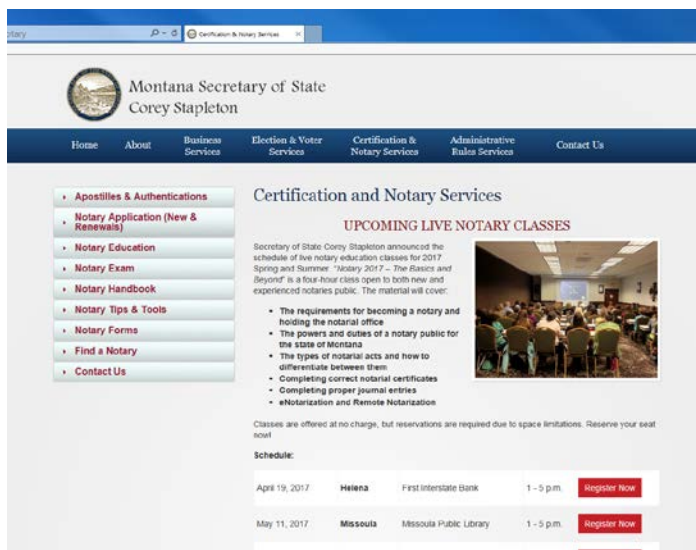 Certification & Notary Services
Montana Secretary of State
Corey Stapleton
Home About Business Services Election & Voter Services Certification & Notary Services Administrative Rules Services Contact Us
Apostilles & Authentications
Notary Application (New &
Renewals)
Notary Education
Notary Exam
Notary Handbook
Notary Tips & Tools
Notary Forms
Find a Notary
Contact Us
Certification and Notary Services
UPCOMING LIVE NOTARY CLASSES
Secretary of State Corey Stapleton announced the
schedule of live notary education classes for 2017
Spring and Summer. "Notary 2017 – The Basics and
Beyond" is a four-hour class open to both new and
experienced notaries public. The material will cover:
The requirements for becoming a notary and
holding the notarial office
The powers and duties of a notary public for
the state of Montana
The types of notarial acts and how to
differentiate between them
Completing correct notarial certificates
Completing proper journal entries
eNotarization and Remote Notarization
Classes are offered at no charge, but reservations are required due to space limitations. Reserve your seat
now!
Schedule:
April 19, 2017 Helena First Interstate Bank 1 - 5 p.m. Register Now
May 11, 2017 Missoula Missoula Public Library 1 - 5 p.m. Register Now